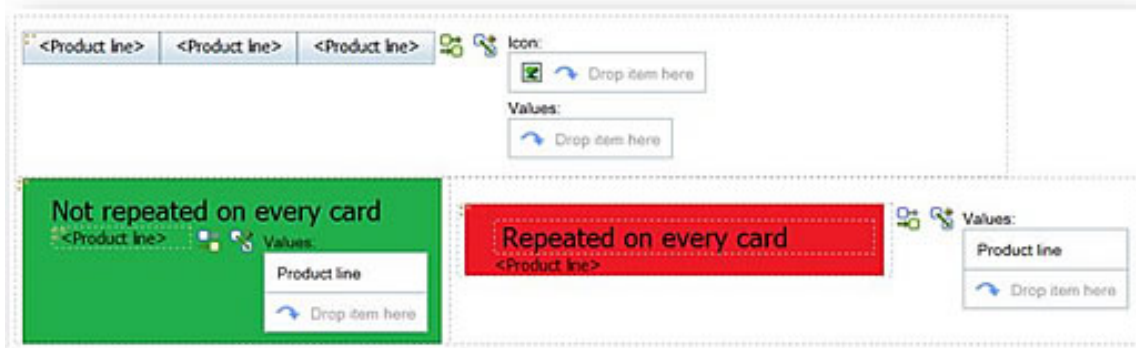 <Product line> <Product line> <Product line>
Icon:
Drop item here
Values:
Drop item here
Not repeated on every card
<Product line>
Values:
Product line
Drop item here
Repeated on every card
<Product line>
Values:
Product line
Drop item here